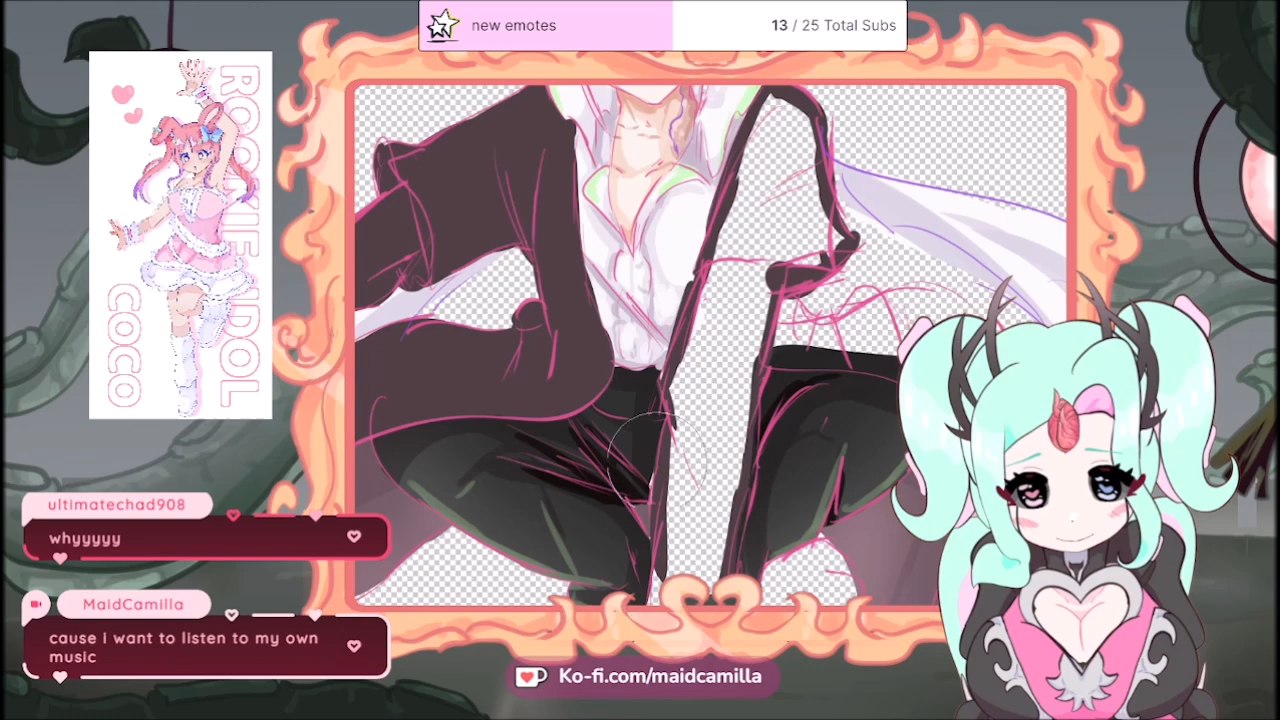 new emotes
13 / 25 Total Subs
ROOKIE IDOL
COCO
ultimatechad908
whyyyyy
MaidCamilla
cause i want to listen to my own
music
Ko-fi.com/maidcamilla